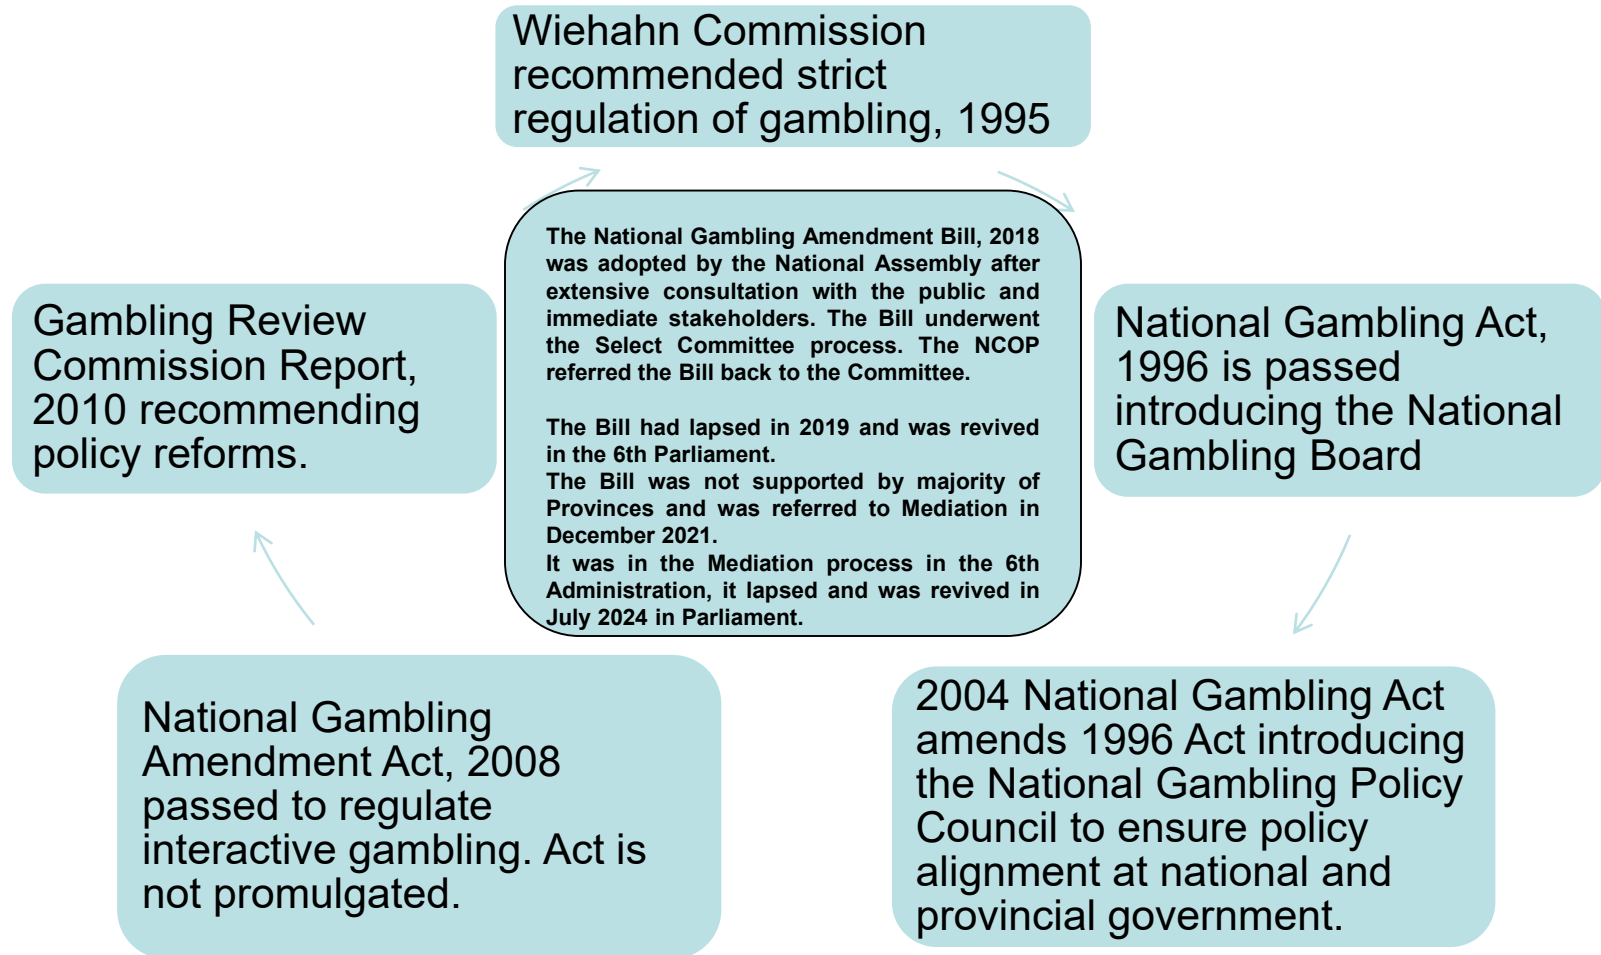 Wiehahn Commission
recommended strict
regulation of gambling, 1995
The National Gambling Amendment Bill, 2018
was adopted by the National Assembly after
extensive consultation with the public and
immediate stakeholders. The Bill underwent
the Select Committee process. The NCOP
referred the Bill back to the Committee.
The Bill had lapsed in 2019 and was revived
in the 6th Parliament.
The Bill was not supported by majority of
Provinces and was referred to Mediation in
December 2021.
It was in the Mediation process in the 6th
Administration, it lapsed and was revived in
July 2024 in Parliament.
National Gambling Act,
1996 is passed
introducing the National
Gambling Board
2004 National Gambling Act
amends 1996 Act introducing
the National Gambling Policy
Council to ensure policy
alignment at national and
provincial government.
National Gambling
Amendment Act, 2008
passed to regulate
interactive gambling. Act is
not promulgated.
Gambling Review
Commission Report,
2010 recommending
policy reforms.